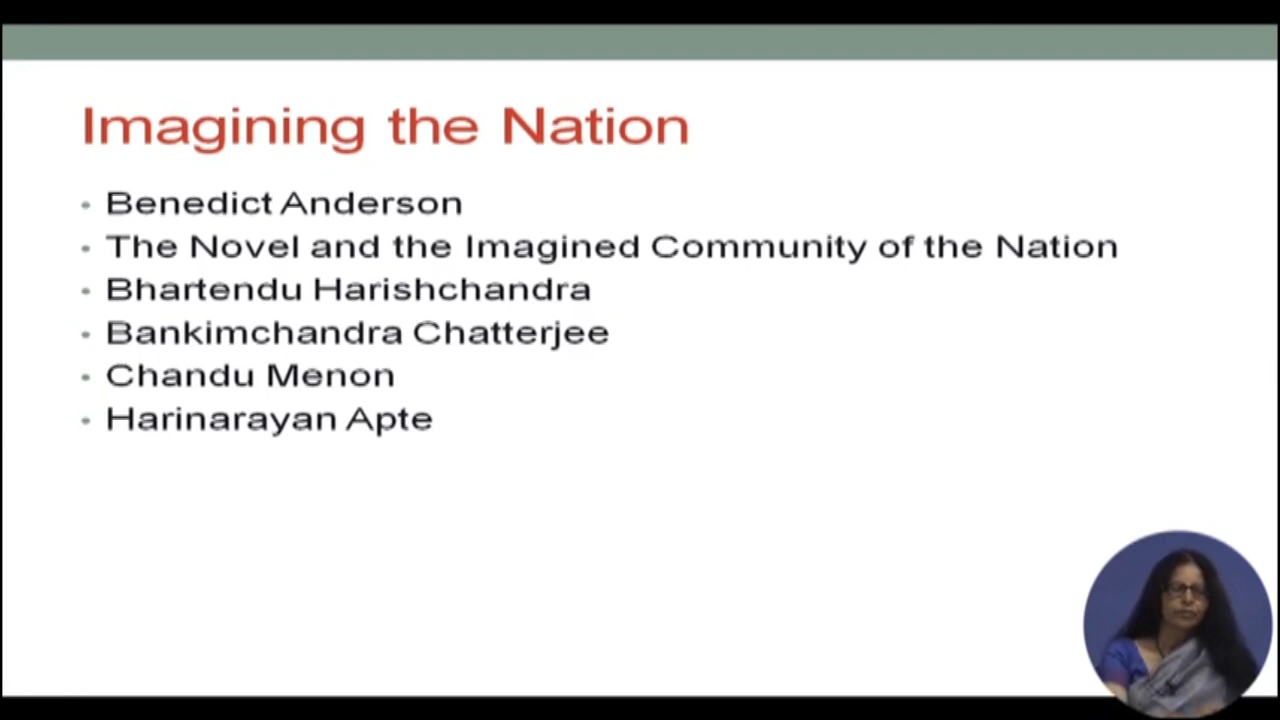 Imagining the Nation
• Benedict Anderson
• The Novel and the Imagined Community of the Nation
• Bhartendu Harishchandra
• Bankimchandra Chatterjee
• Chandu Menon
• Harinarayan Apte